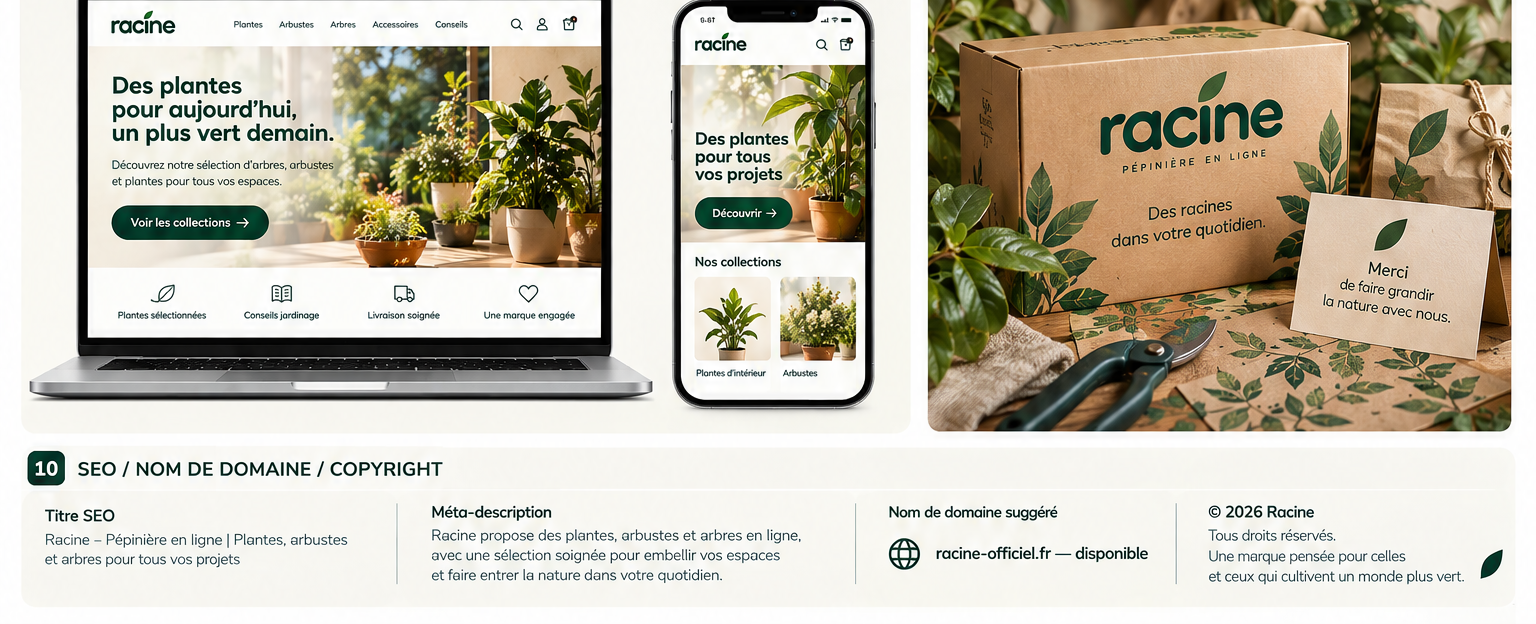 racine
Plantes
Arbustes
Arbres
Accessoires
Conseils
Des plantes
pour aujourd'hui,
un plus vert demain.
Découvrez notre sélection d'arbres, arbustes
et plantes pour tous vos espaces.
Voir les collections →
Plantes sélectionnées
Conseils jardinage
Livraison soignée
Une marque engagée
racine
Des plantes
pour tous
vos projets
Découvrir →
Nos collections
Plantes d'intérieur
Arbustes
racine
PÉPINIÈRE EN LIGNE
Des racines
dans votre quotidien.
Merci
de faire grandir
la nature avec nous.
10 SEO / NOM DE DOMAINE / COPYRIGHT
Titre SEO
Racine – Pépinière en ligne | Plantes, arbustes
et arbres pour tous vos projets
Méta-description
Racine propose des plantes, arbustes et arbres en ligne,
avec une sélection soignée pour embellir vos espaces
et faire entrer la nature dans votre quotidien.
Nom de domaine suggéré
racine-officiel.fr — disponible
© 2026 Racine
Tous droits réservés.
Une marque pensée pour celles
et ceux qui cultivent un monde plus vert.